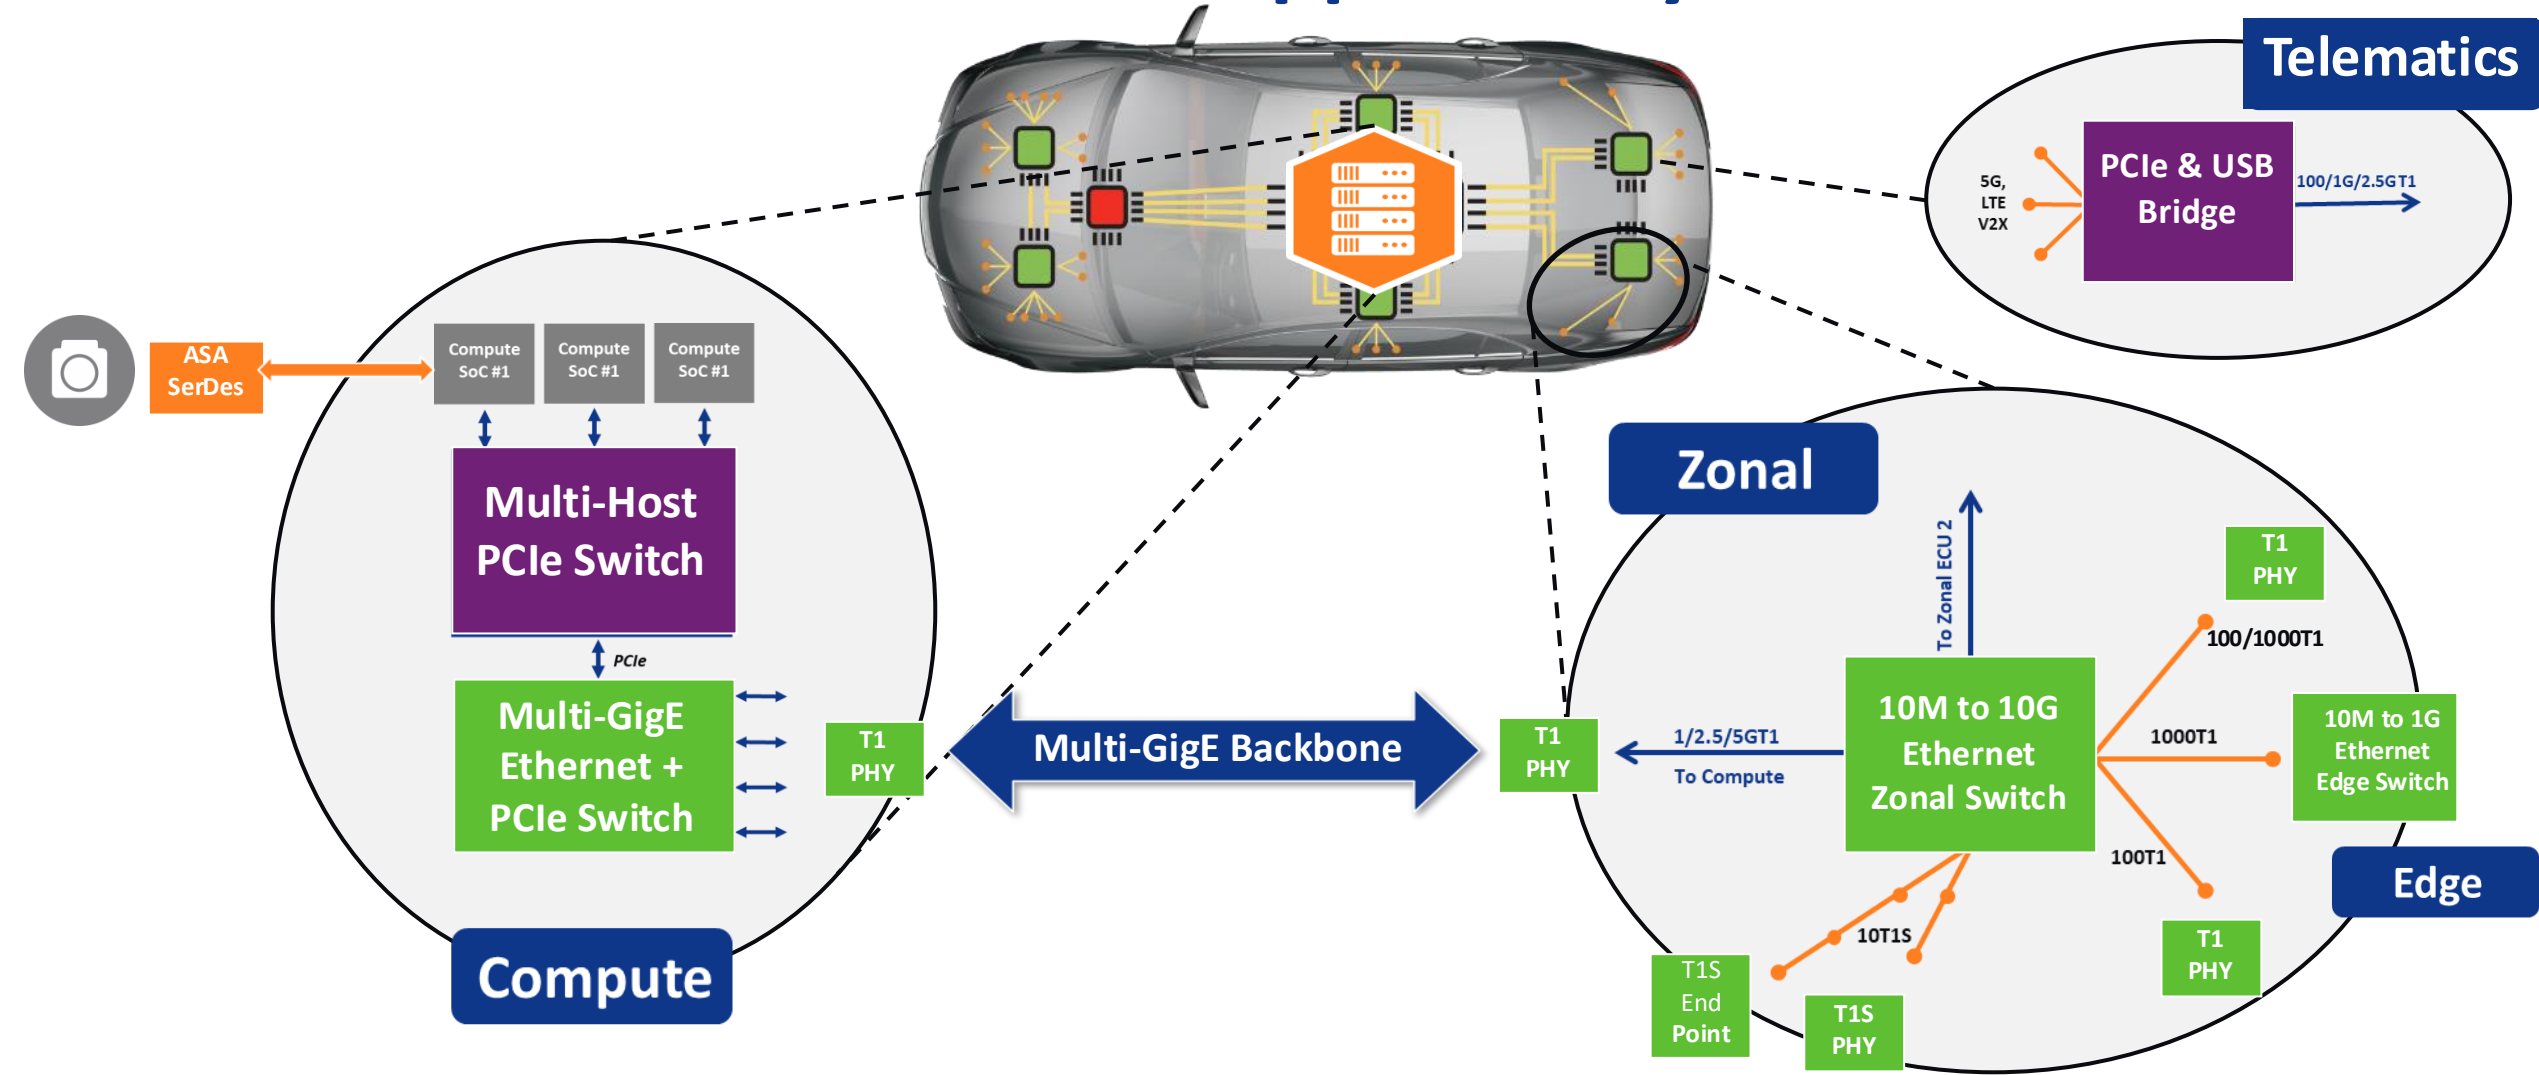 Telematics
PCIe & USB
Bridge
5G,
LTE
V2X
100/1G/2.5GT1
ASA
SerDes
Compute
SoC #1
Compute
SoC #1
Compute
SoC #1
Multi-Host
PCIe Switch
PCIe
Multi-GigE
Ethernet +
PCIe Switch
T1
PHY
Compute
Multi-GigE Backbone
Zonal
T1
PHY
1/2.5/5GT1
To Compute
To Zonal ECU 2
10M to 10G
Ethernet
Zonal Switch
T1
PHY
100/1000T1
1000T1
10M to 1G
Ethernet
Edge Switch
100T1
Edge
T1
PHY
10T1S
T1S
End
Point
T1S
PHY